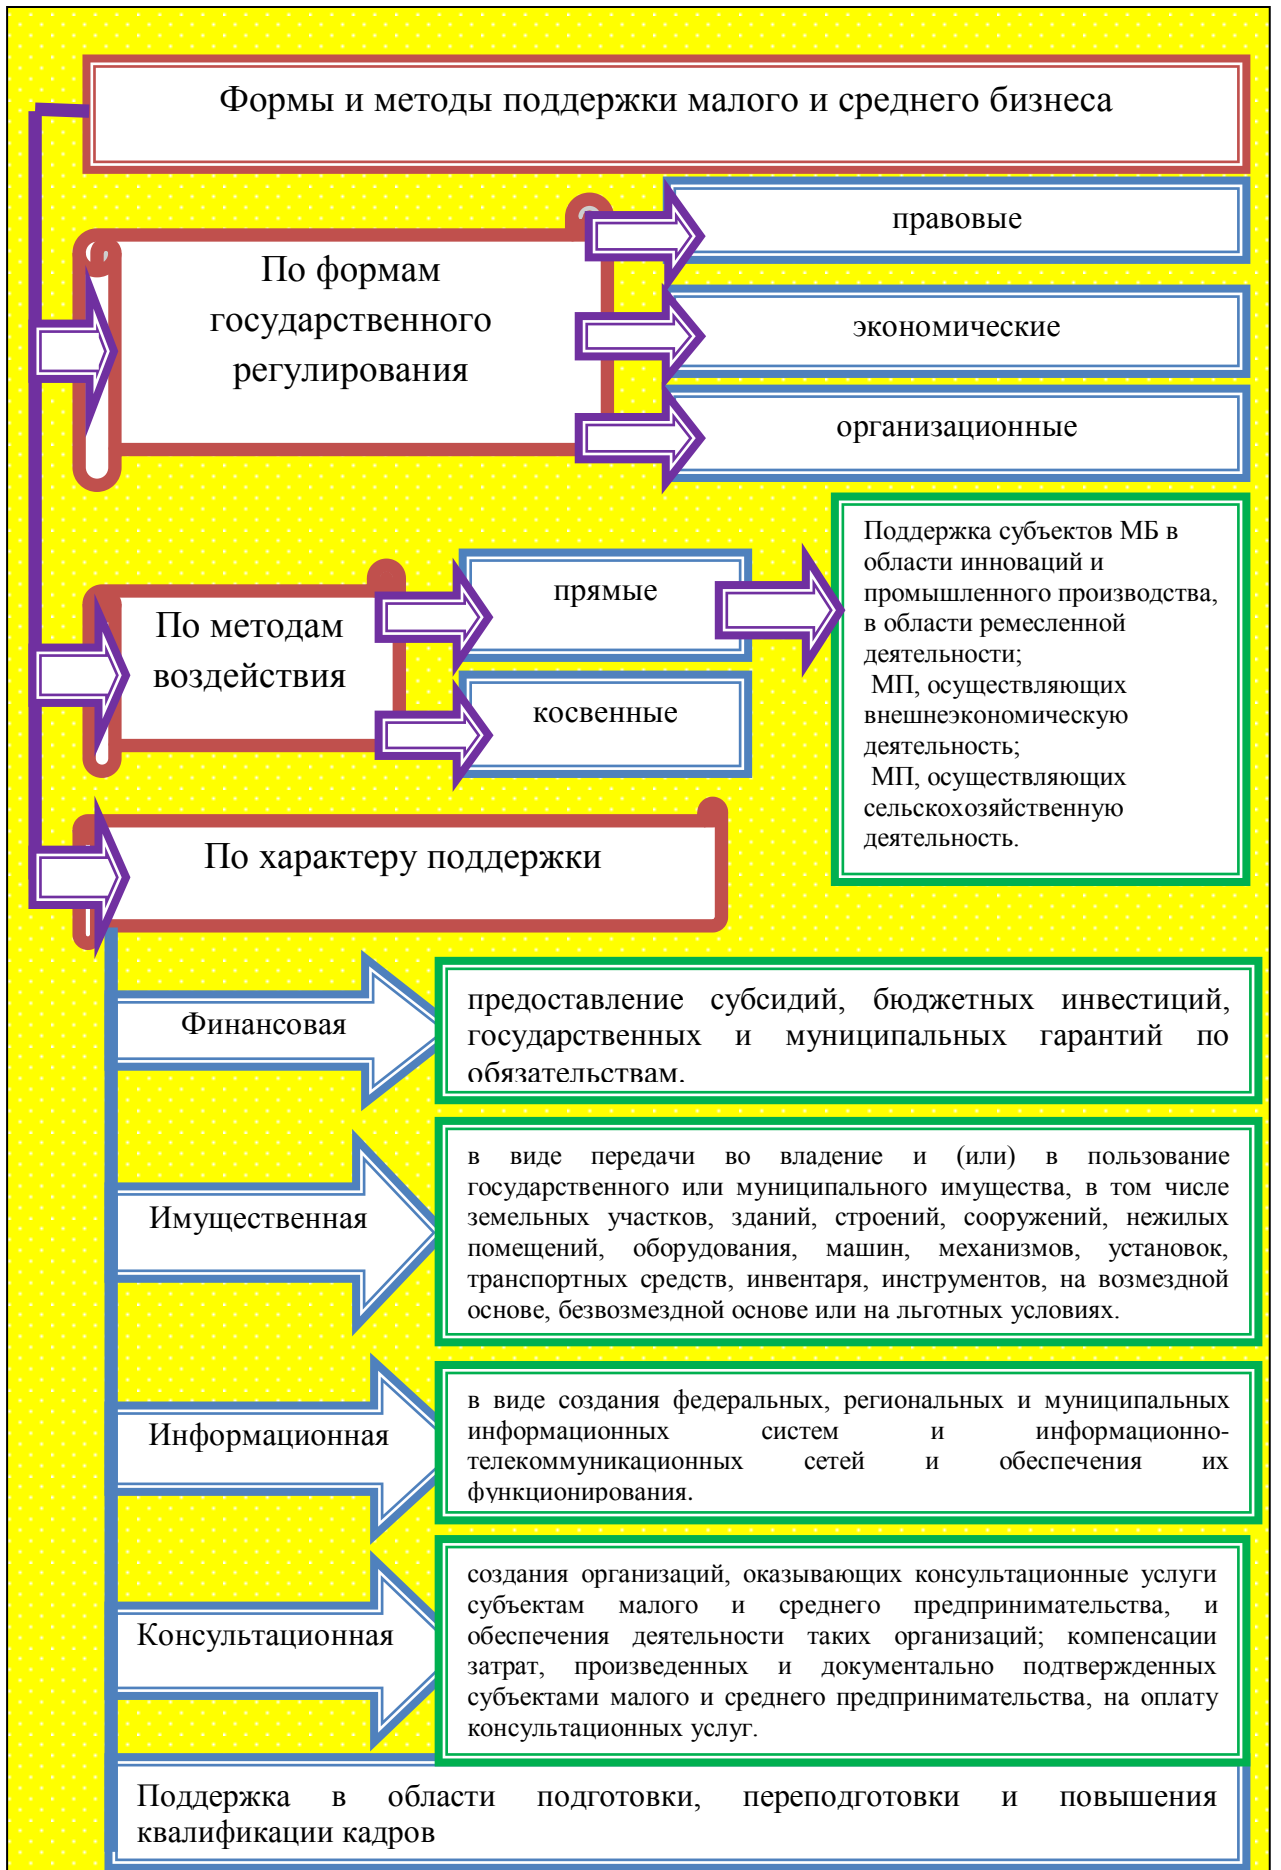 Формы и методы поддержки малого и среднего бизнеса
По формам
государственного
регулирования
правовые
экономические
организационные
По методам
воздействия
прямые
косвенные
Поддержка субъектов МБ в
области инноваций и
промышленного производства,
в области ремесленной
деятельности;
МП, осуществляющих
внешнеэкономическую
деятельность;
МП, осуществляющих
сельскохозяйственную
деятельность.
По характеру поддержки
Финансовая
предоставление субсидий, бюджетных инвестиций,
государственных и муниципальных гарантий по
обязательствам.
Имущественная
в виде передачи во владение и (или) в пользование
государственного или муниципального имущества, в том числе
земельных участков, зданий, строений, сооружений, нежилых
помещений, оборудования, машин, механизмов, установок,
транспортных средств, инвентаря, инструментов, на возмездной
основе, безвозмездной основе или на льготных условиях.
Информационная
в виде создания федеральных, региональных и муниципальных
информационных систем и информационно-
телекоммуникационных сетей и обеспечения их
функционирования.
Консультационная
создания организаций, оказывающих консультационные услуги
субъектам малого и среднего предпринимательства, и
обеспечения деятельности таких организаций; компенсации
затрат, произведенных и документально подтвержденных
субъектами малого и среднего предпринимательства, на оплату
консультационных услуг.
Поддержка в области подготовки, переподготовки и повышения
квалификации кадров